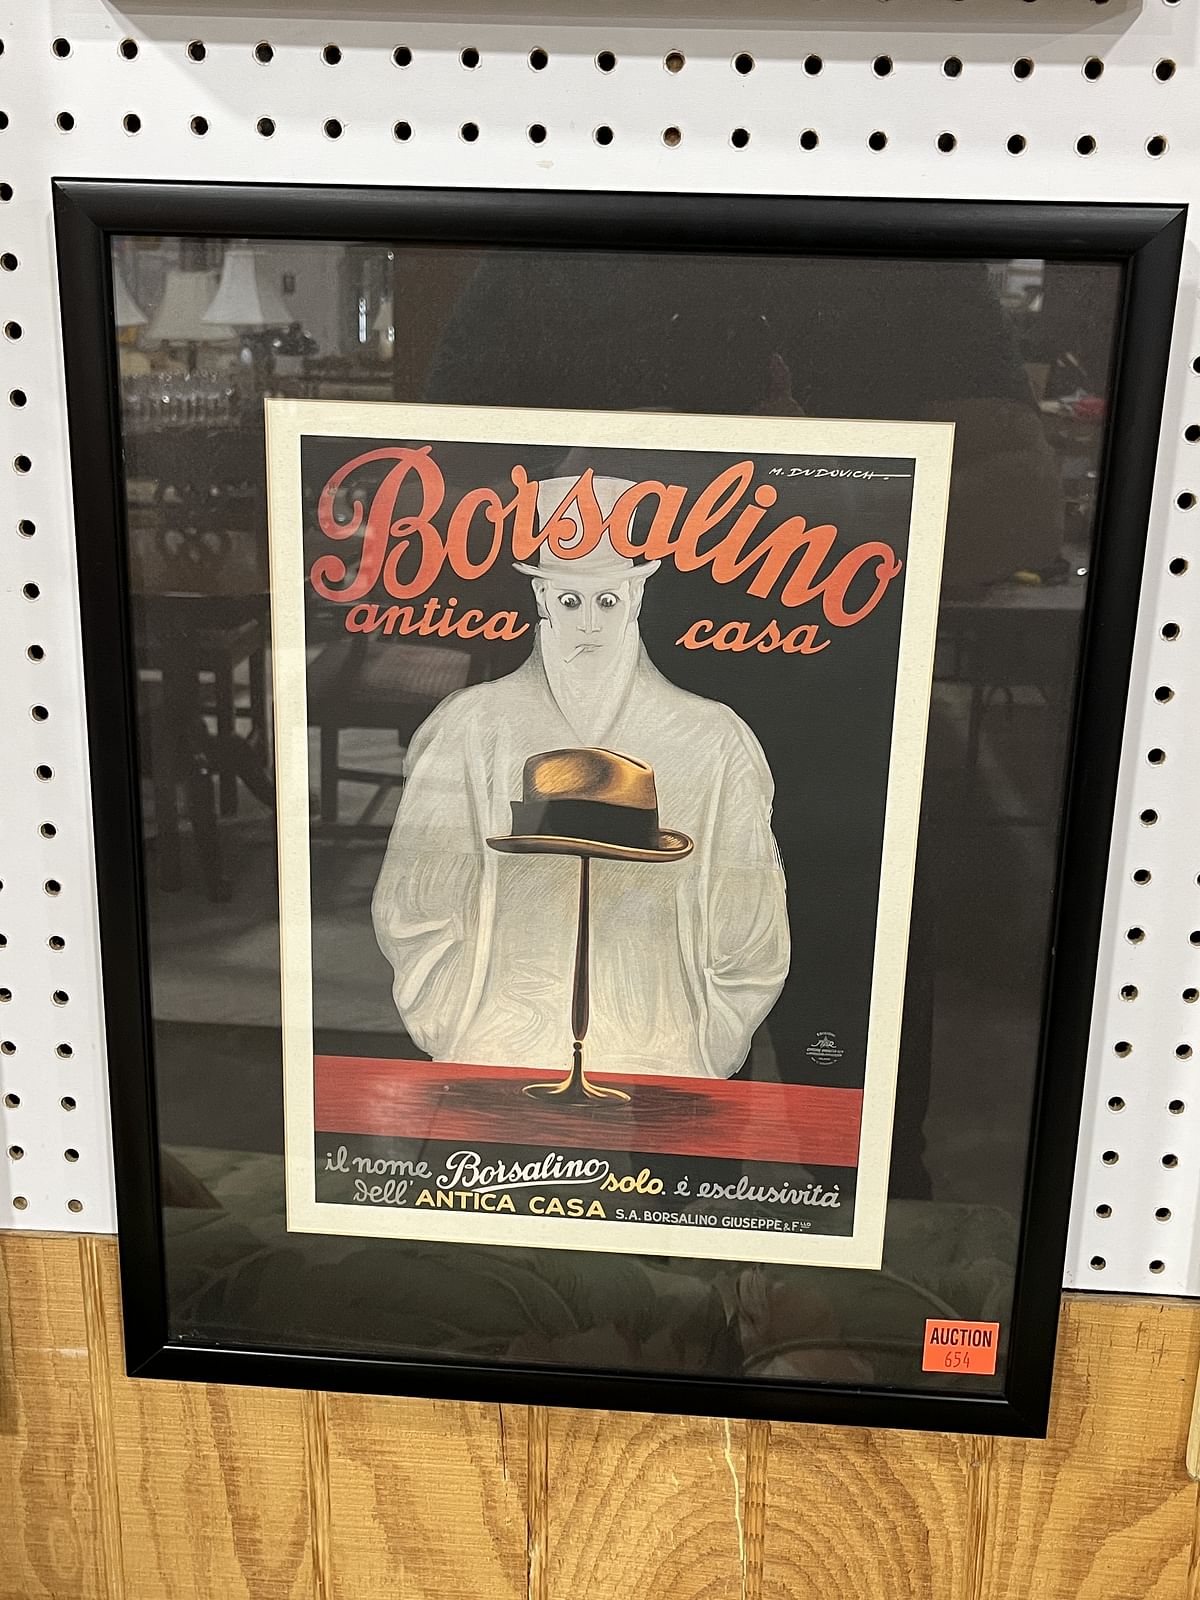 M. DUDOVICH
Borsalino
antica casa
il nome Borsalino solo. è esclusività
dell' ANTICA CASA S.A. BORSALINO GIUSEPPE & F.LLO
AUCTION
654